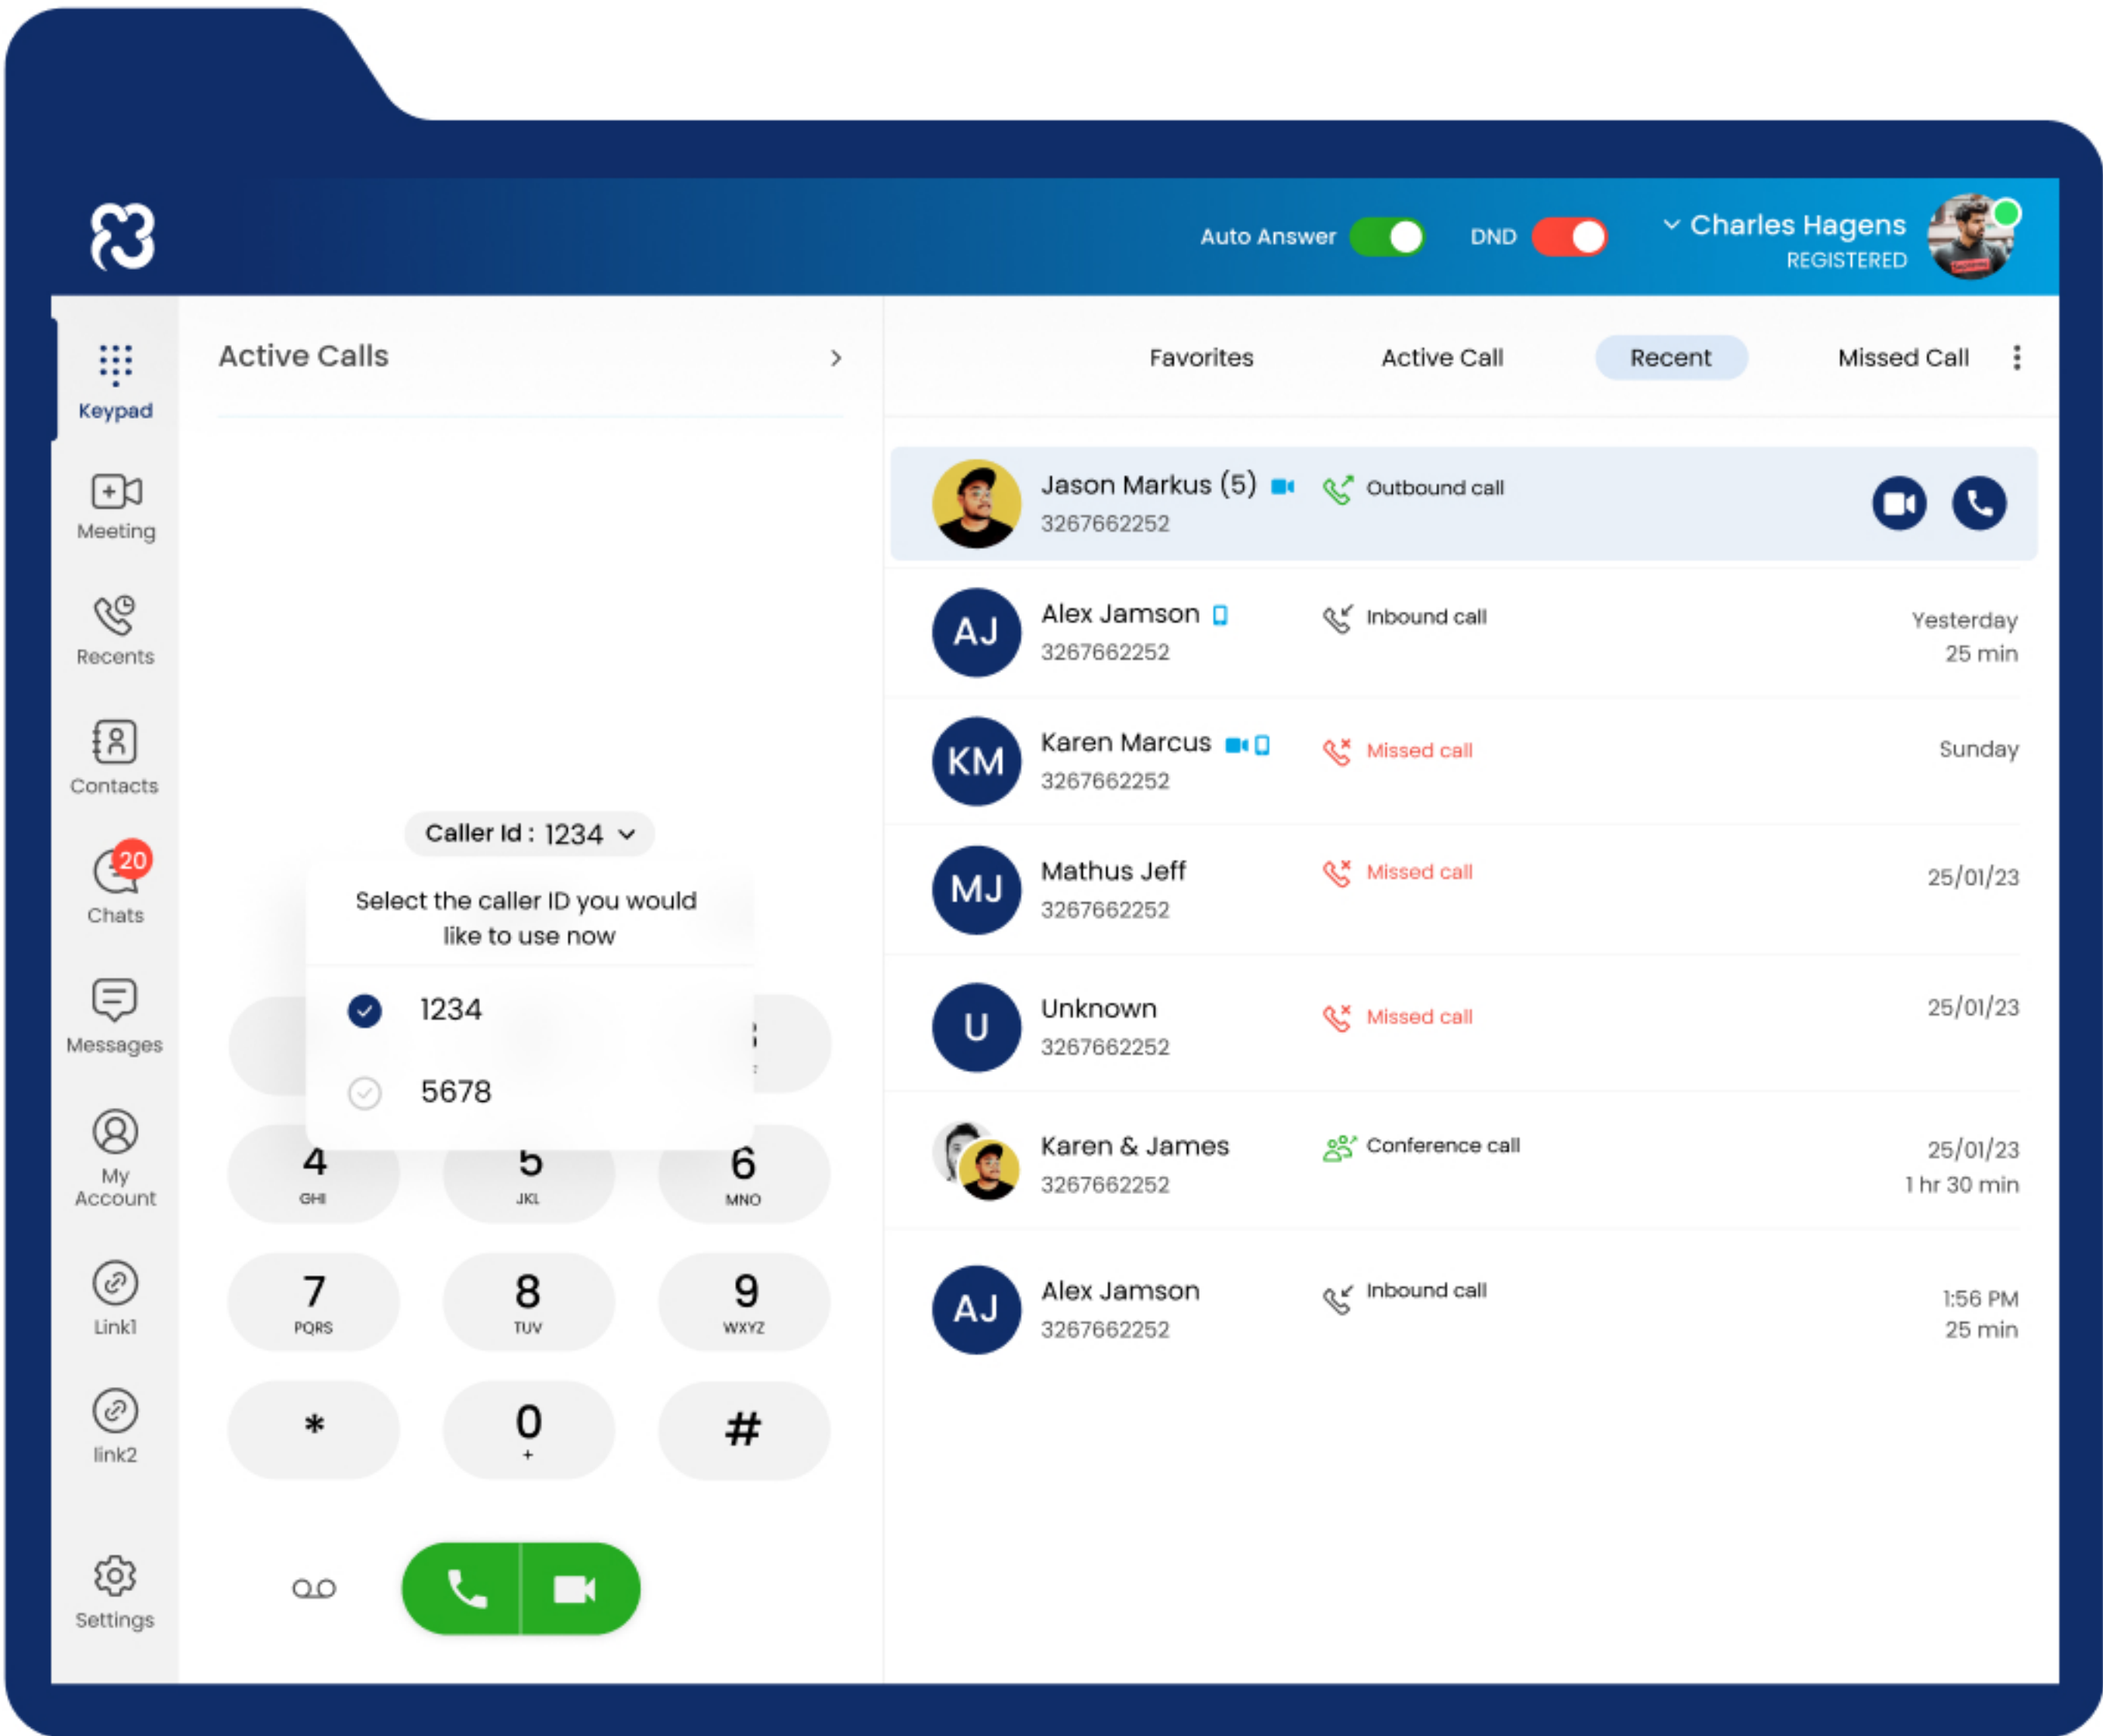 Auto Answer
DND
Charles Hagens
REGISTERED
Keypad
Meeting
Recents
Contacts
20
Chats
Messages
My
Account
Link1
link2
Settings
Active Calls
Caller Id : 1234
Select the caller ID you would
like to use now
1234
5678
4 5 6
GHI JKL MNO
7 8 9
PQRS TUV WXYZ
* 0 #
+
Favorites Active Call Recent Missed Call
Jason Markus (5) Outbound call
3267662252
AJ
Alex Jamson Inbound call
3267662252
Yesterday
25 min
KM
Karen Marcus Missed call
3267662252
Sunday
MJ
Mathus Jeff Missed call
3267662252
25/01/23
U
Unknown Missed call
3267662252
25/01/23
Karen & James Conference call
3267662252
25/01/23
1 hr 30 min
AJ
Alex Jamson Inbound call
3267662252
1:56 PM
25 min